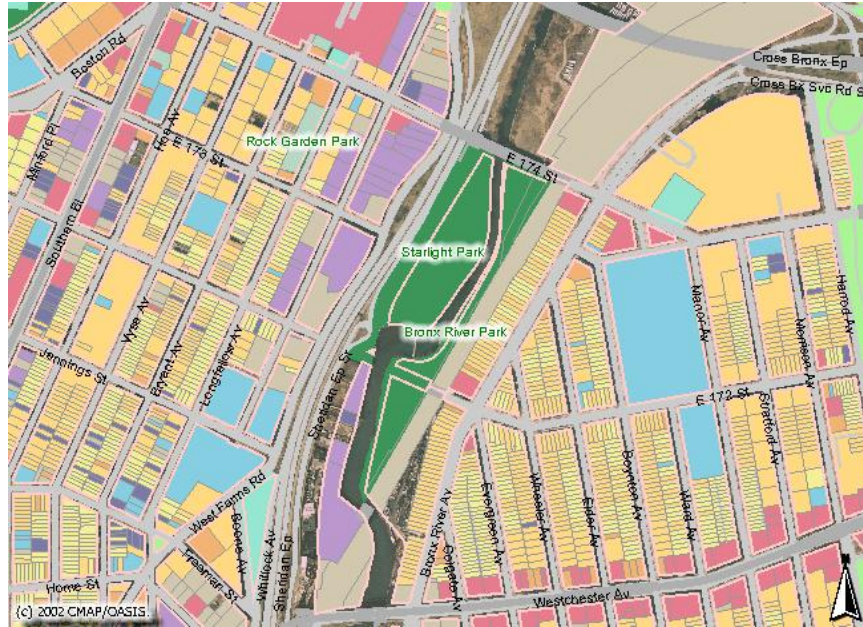 Boston Rd
Cross Bronx Ep
Cross Bx Svc Rd S
Minford Pl
Hoe Av
E 173 St
Rock Garden Park
E 174 St
Southern Bl
Starlight Park
Manor Av
Harrod Av
Vyse Av
Bronx River Park
Morrison Av
Jennings St
Bryant Av
Longfellow Av
Sheridan Ep St
E 172 St
Stratford Av
West Farms Rd
Bronx River Av
Evergreen Av
Wheeler Av
Elder Av
Boynton Av
Ward Av
Boone Av
Freeman St
Whitlock Av
Sheridan Ep
Colgate Av
Home St
Westchester Av
N
(c) 2002 CMAP/OASIS.